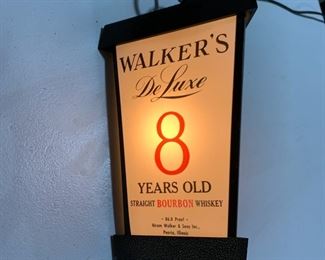 WALKER'S
DeLuxe
8
YEARS OLD
STRAIGHT BOURBON WHISKEY
- 86.8 Proof -
Hiram Walker & Sons Inc.,
Peoria, Illinois